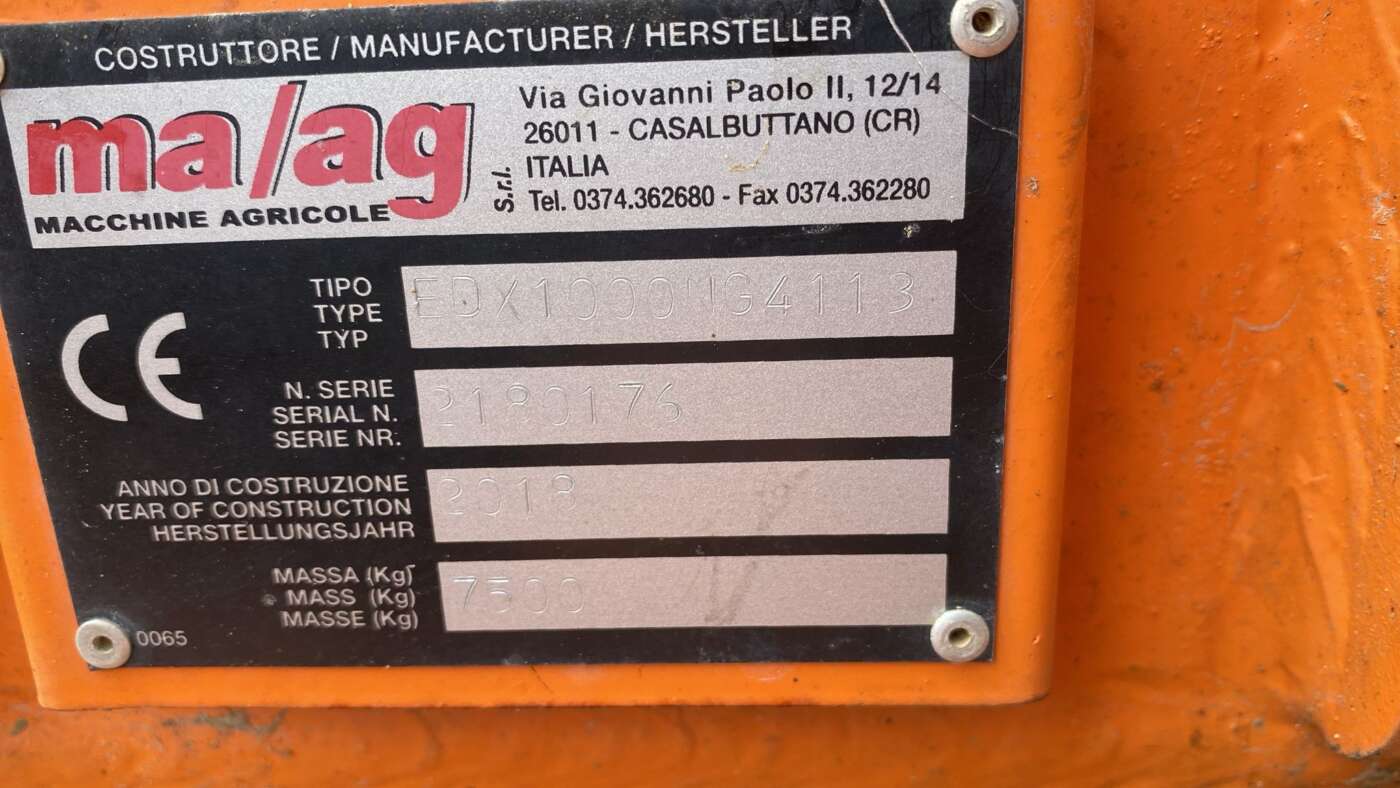 COSTRUTTORE / MANUFACTURER / HERSTELLER
ma/ag S.r.l.
MACCHINE AGRICOLE
Via Giovanni Paolo II, 12/14
26011 - CASALBUTTANO (CR)
ITALIA
Tel. 0374.362680 - Fax 0374.362280
CE
TIPO
TYPE
TYP
N. SERIE
SERIAL N.
SERIE NR.
2180176
ANNO DI COSTRUZIONE
YEAR OF CONSTRUCTION
HERSTELLUNGSJAHR
2018
MASSA (Kg)
MASS (Kg)
MASSE (Kg)
7500
0065